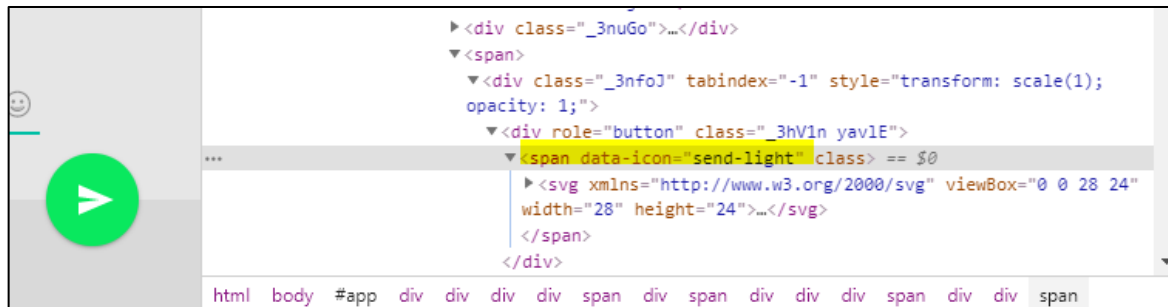 <div class="_3nuGo">…</div>
<span>
<div class="_3nfoJ" tabindex="-1" style="transform: scale(1);
opacity: 1;">
<div role="button" class="_3hV1n yavlE">
... <span data-icon="send-light" class> == $0
<svg xmlns="http://www.w3.org/2000/svg" viewBox="0 0 28 24"
width="28" height="24">…</svg>
</span>
</div>
html body #app div div div div span div span div div div span div div span